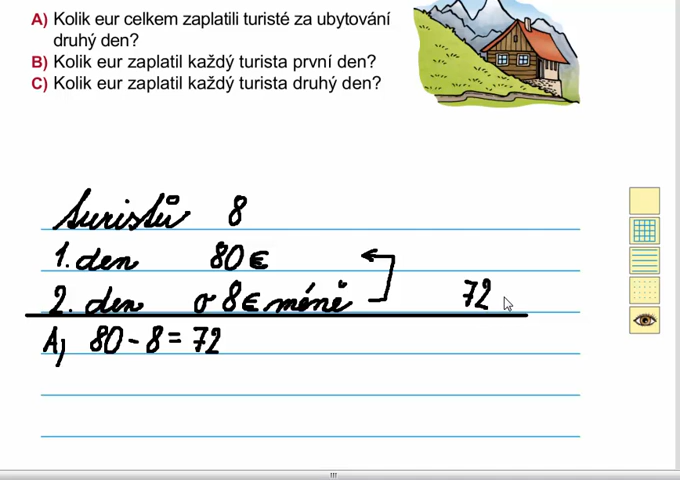 A) Kolik eur celkem zaplatili turisté za ubytování
druhý den?
B) Kolik eur zaplatil každý turista první den?
C) Kolik eur zaplatil každý turista druhý den?
turistů 8
1. den 80 €
2. den o 8 € méně 72
A) 80 - 8 = 72